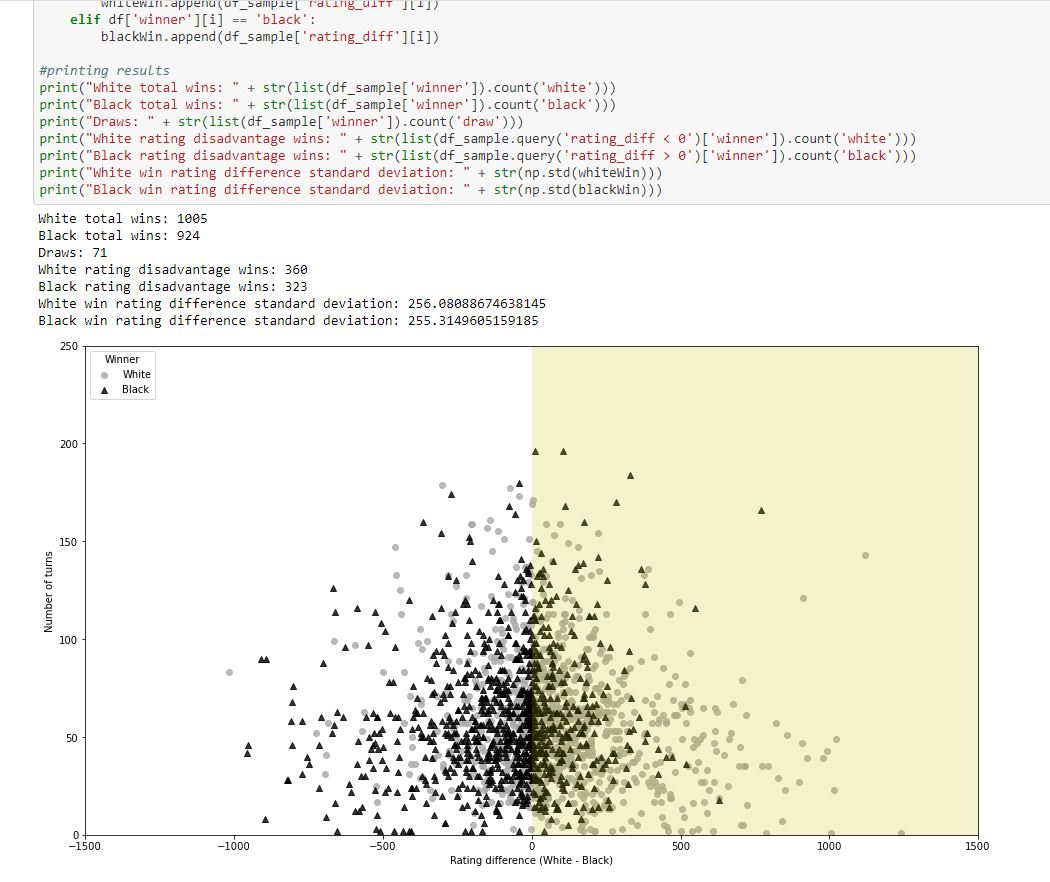 whiteWin.append(df_sample['rating_diff'][i])
elif df['winner'][i] == 'black':
blackWin.append(df_sample['rating_diff'][i])
#printing results
print("White total wins: " + str(list(df_sample['winner']).count('white')))
print("Black total wins: " + str(list(df_sample['winner']).count('black')))
print("Draws: " + str(list(df_sample['winner']).count('draw')))
print("White rating disadvantage wins: " + str(list(df_sample.query('rating_diff < 0')['winner']).count('white')))
print("Black rating disadvantage wins: " + str(list(df_sample.query('rating_diff > 0')['winner']).count('black')))
print("White win rating difference standard deviation: " + str(np.std(whiteWin)))
print("Black win rating difference standard deviation: " + str(np.std(blackWin)))
White total wins: 1005
Black total wins: 924
Draws: 71
White rating disadvantage wins: 360
Black rating disadvantage wins: 323
White win rating difference standard deviation: 256.08088674638145
Black win rating difference standard deviation: 255.3149605159185
250
Winner
White
Black
200
150
Number of turns
100
50
0
−1500 −1000 −500 0 500 1000 1500
Rating difference (White - Black)